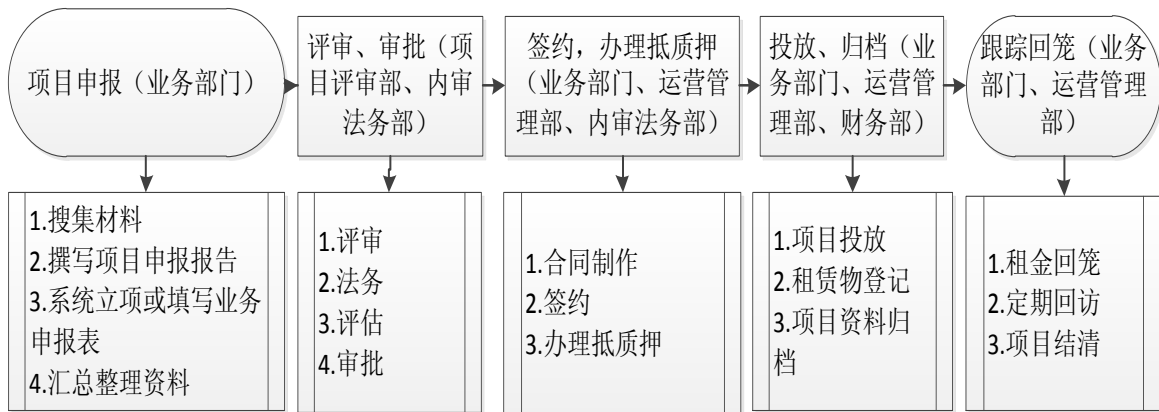 项目申报（业务部门）
评审、审批（项
目评审部、内审
法务部）
签约，办理抵质押
（业务部门、运营管
理部、内审法务部）
投放、归档（业
务部门、运营管
理部、财务部）
跟踪回笼（业务
部门、运营管理
部）
1.搜集材料
2.撰写项目申报报告
3.系统立项或填写业务
申报表
4.汇总整理资料
1.评审
2.法务
3.评估
4.审批
1.合同制作
2.签约
3.办理抵质押
1.项目投放
2.租赁物登记
3.项目资料归
档
1.租金回笼
2.定期回访
3.项目结清